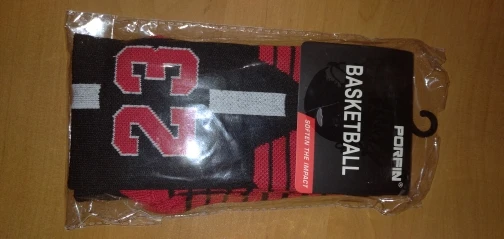 23
BASKETBALL
SOFTEN THE IMPACT
PORPIN®